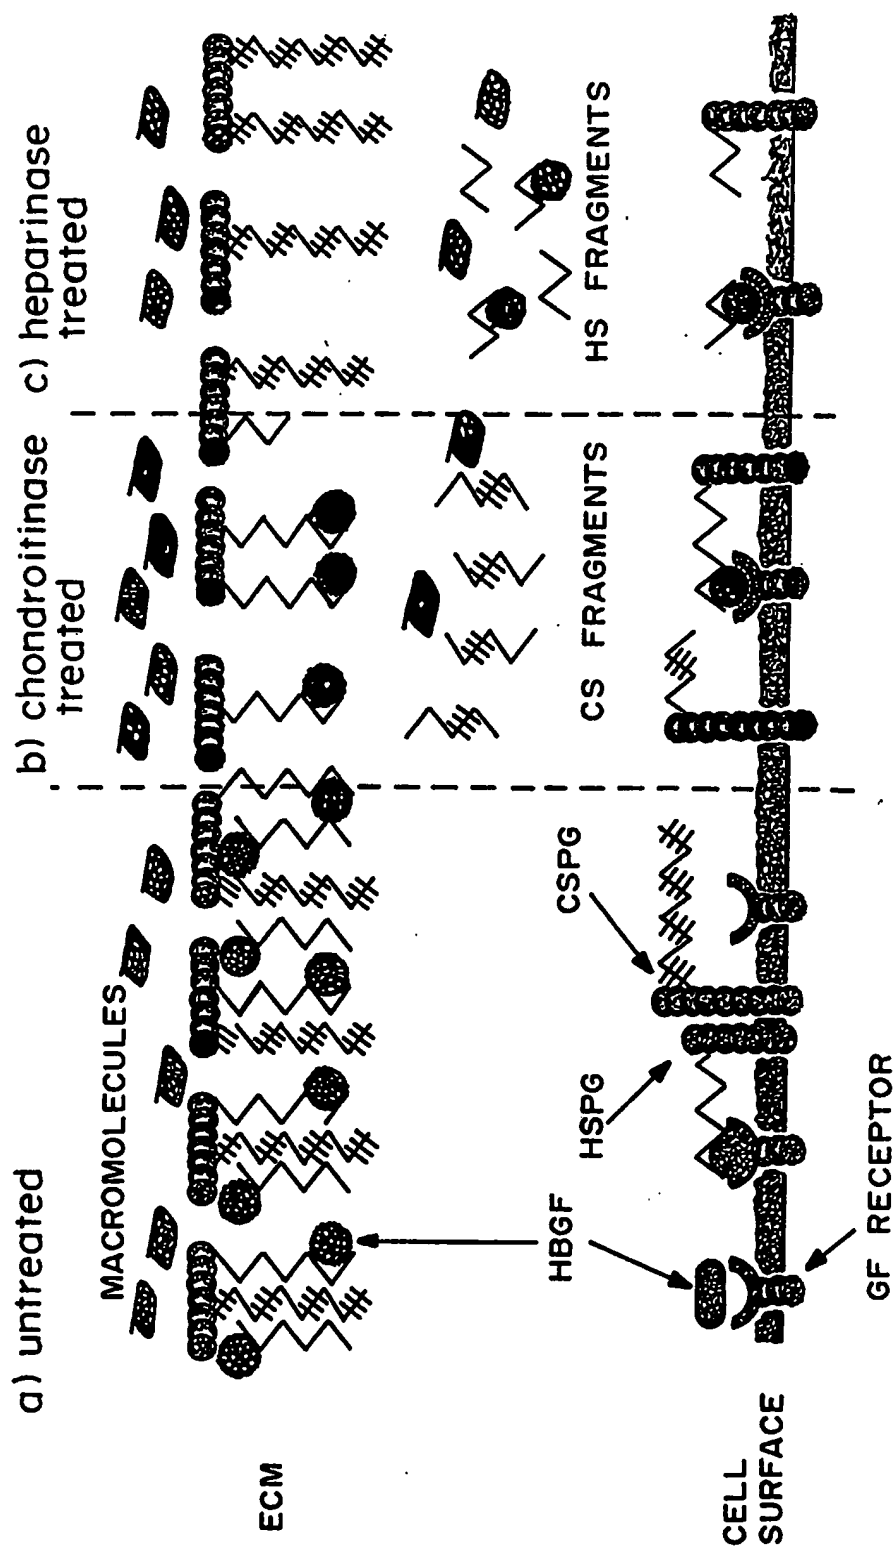 a) untreated
b) chondroitinase
treated
c) heparinase
treated
MACROMOLECULES
ECM
HBGF
HSPG
CSPG
CS FRAGMENTS
HS FRAGMENTS
CELL
SURFACE
GF RECEPTOR